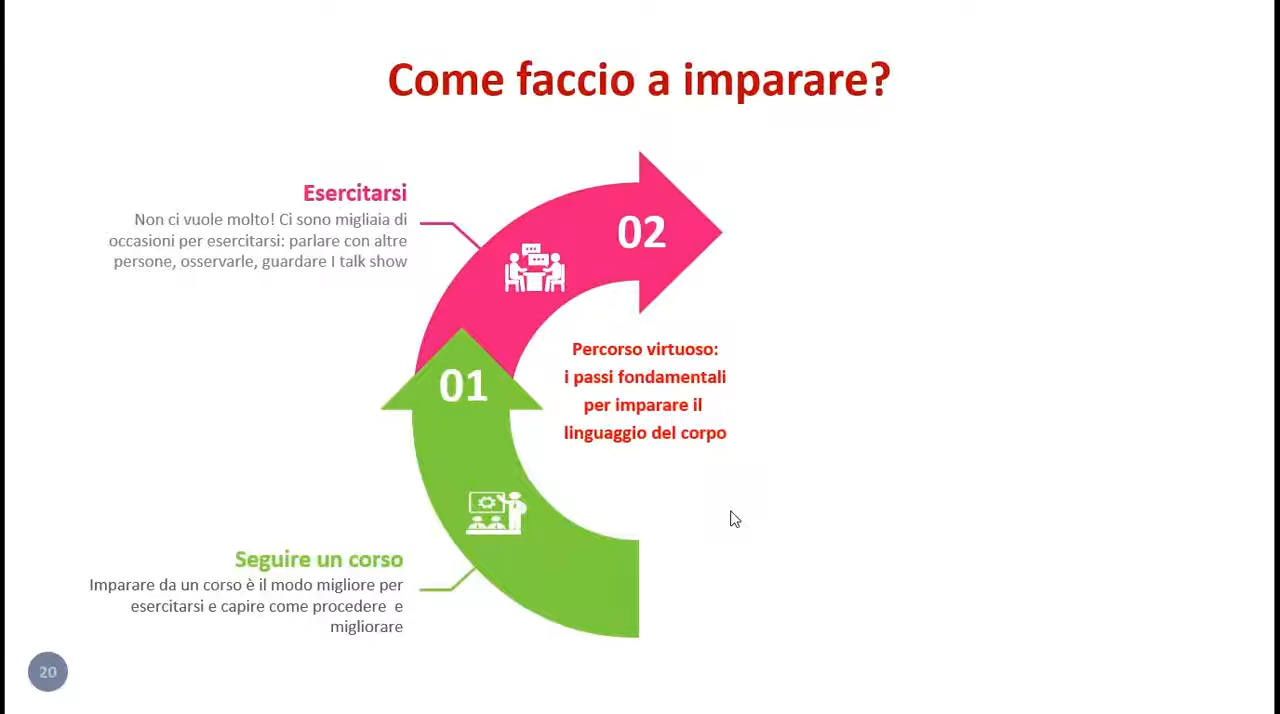 Come faccio a imparare?
Esercitarsi
Non ci vuole molto! Ci sono migliaia di
occasioni per esercitarsi: parlare con altre
persone, osservarle, guardare I talk show
02
01
Percorso virtuoso:
i passi fondamentali
per imparare il
linguaggio del corpo
Seguire un corso
Imparare da un corso è il modo migliore per
esercitarsi e capire come procedere e
migliorare
20